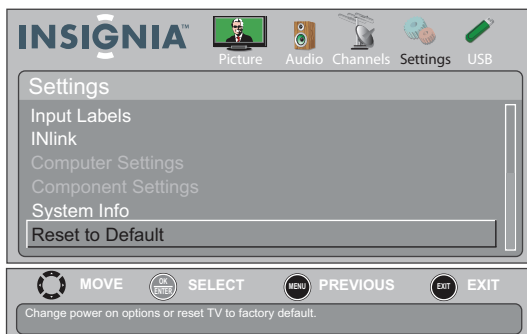 INSIGNIA™
Picture Audio Channels Settings USB
Settings
Input Labels
INlink
Computer Settings
Component Settings
System Info
Reset to Default
MOVE OK ENTER SELECT MENU PREVIOUS EXIT EXIT
Change power on options or reset TV to factory default.